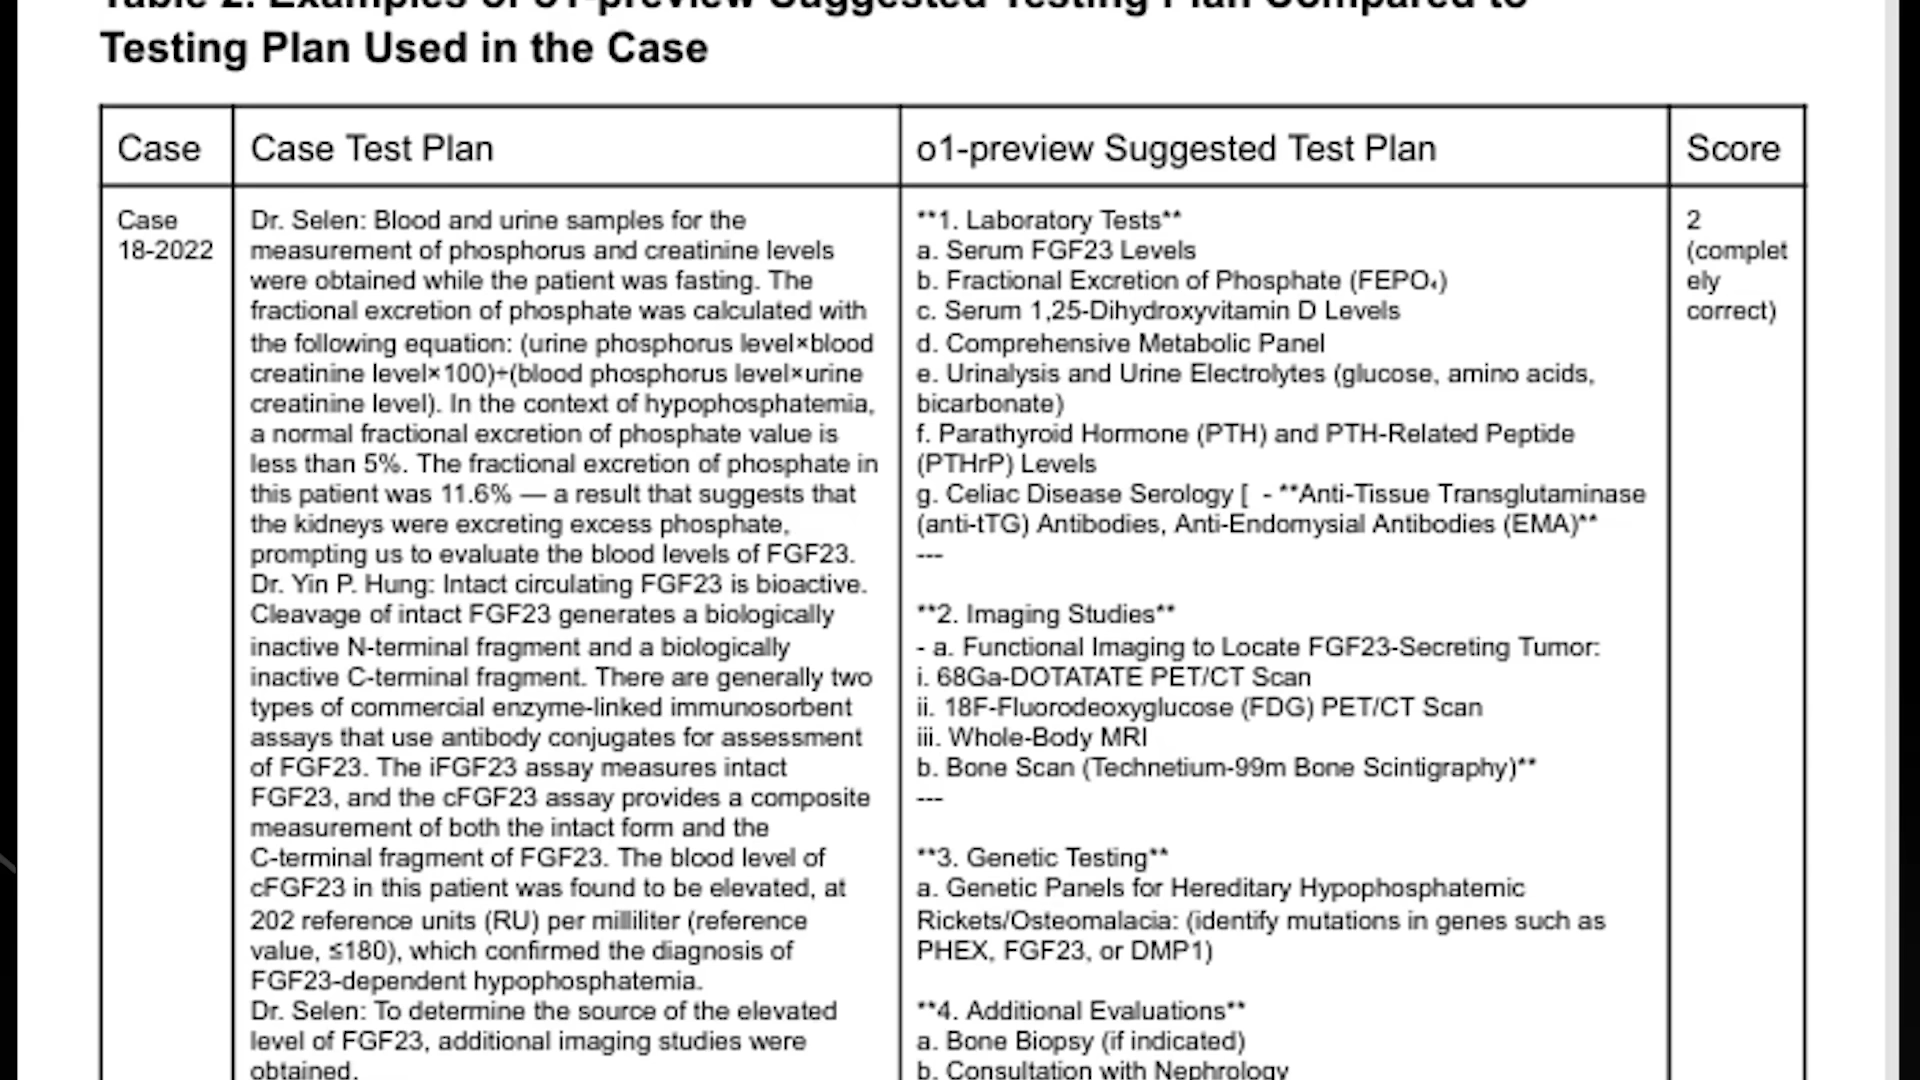 Table 2. Examples of o1-preview Suggested Testing Plan Compared to
Testing Plan Used in the Case
Case
Case Test Plan
o1-preview Suggested Test Plan
Score
Case
18-2022
Dr. Selen: Blood and urine samples for the
measurement of phosphorus and creatinine levels
were obtained while the patient was fasting. The
fractional excretion of phosphate was calculated with
the following equation: (urine phosphorus level×blood
creatinine level×100)÷(blood phosphorus level×urine
creatinine level). In the context of hypophosphatemia,
a normal fractional excretion of phosphate value is
less than 5%. The fractional excretion of phosphate in
this patient was 11.6% — a result that suggests that
the kidneys were excreting excess phosphate,
prompting us to evaluate the blood levels of FGF23.
Dr. Yin P. Hung: Intact circulating FGF23 is bioactive.
Cleavage of intact FGF23 generates a biologically
inactive N-terminal fragment and a biologically
inactive C-terminal fragment. There are generally two
types of commercial enzyme-linked immunosorbent
assays that use antibody conjugates for assessment
of FGF23. The iFGF23 assay measures intact
FGF23, and the cFGF23 assay provides a composite
measurement of both the intact form and the
C-terminal fragment of FGF23. The blood level of
cFGF23 in this patient was found to be elevated, at
202 reference units (RU) per milliliter (reference
value, ≤180), which confirmed the diagnosis of
FGF23-dependent hypophosphatemia.
Dr. Selen: To determine the source of the elevated
level of FGF23, additional imaging studies were
obtained.
**1. Laboratory Tests**
a. Serum FGF23 Levels
b. Fractional Excretion of Phosphate (FEPO₄)
c. Serum 1,25-Dihydroxyvitamin D Levels
d. Comprehensive Metabolic Panel
e. Urinalysis and Urine Electrolytes (glucose, amino acids,
bicarbonate)
f. Parathyroid Hormone (PTH) and PTH-Related Peptide
(PTHrP) Levels
g. Celiac Disease Serology [  - **Anti-Tissue Transglutaminase
(anti-tTG) Antibodies, Anti-Endomysial Antibodies (EMA)**
---
**2. Imaging Studies**
- a. Functional Imaging to Locate FGF23-Secreting Tumor:
i. 68Ga-DOTATATE PET/CT Scan
ii. 18F-Fluorodeoxyglucose (FDG) PET/CT Scan
iii. Whole-Body MRI
b. Bone Scan (Technetium-99m Bone Scintigraphy)**
---
**3. Genetic Testing**
a. Genetic Panels for Hereditary Hypophosphatemic
Rickets/Osteomalacia: (identify mutations in genes such as
PHEX, FGF23, or DMP1)
**4. Additional Evaluations**
a. Bone Biopsy (if indicated)
b. Consultation with Nephrology
2
(complet
ely
correct)